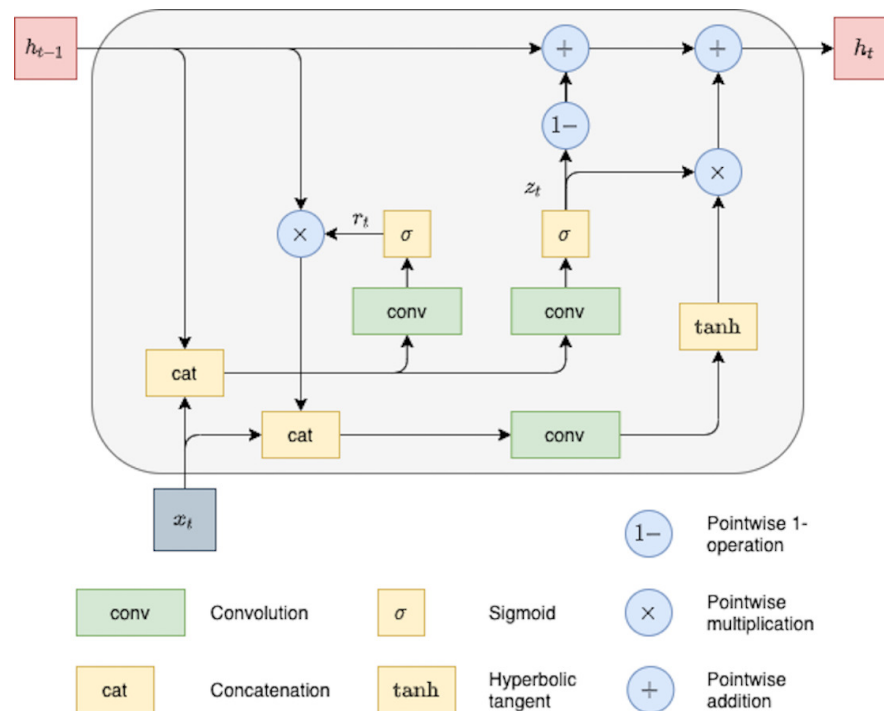 h_{t-1}
+
+
h_t
1−
z_t
×
×
r_t
σ
σ
conv
conv
tanh
cat
cat
conv
x_t
1−
Pointwise 1-
operation
conv
Convolution
σ
Sigmoid
×
Pointwise
multiplication
cat
Concatenation
tanh
Hyperbolic
tangent
+
Pointwise
addition